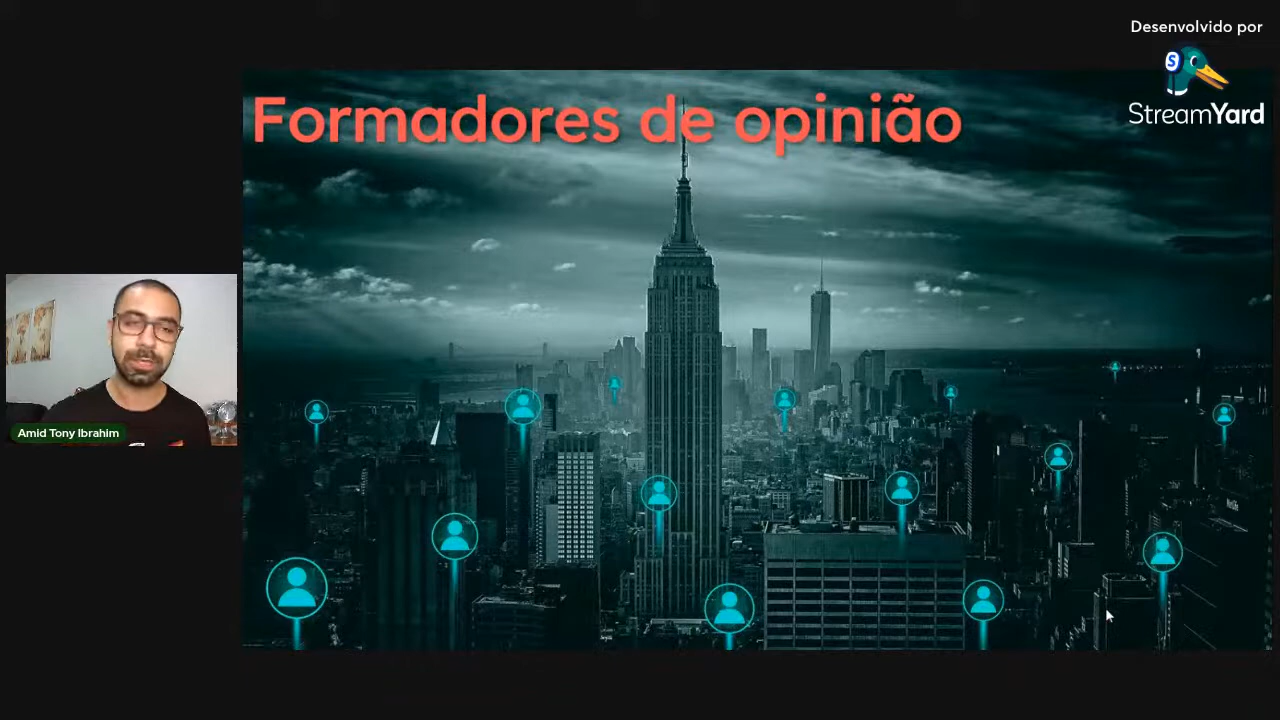 Desenvolvido por
StreamYard
Formadores de opinião
Amid Tony Ibrahim